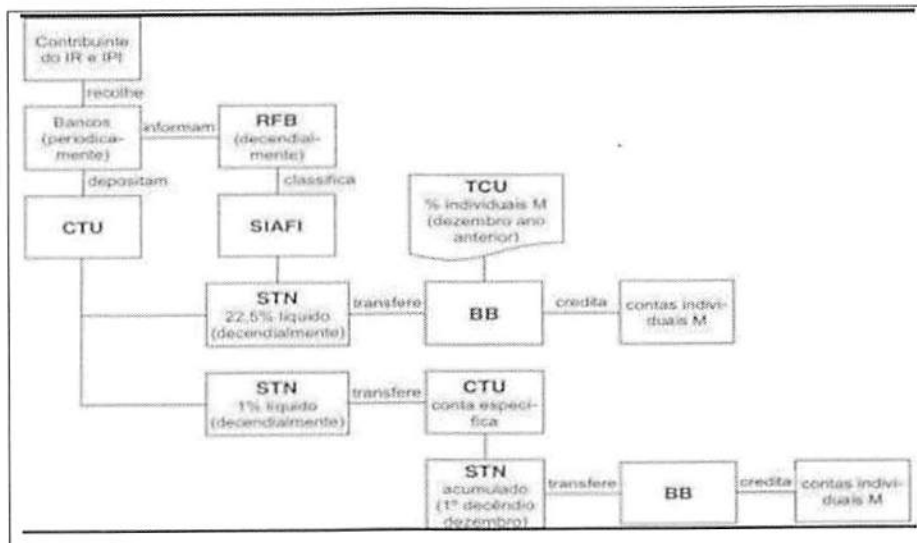 Contribuinte
do IR e IPI
recolhe
Bancos
(periodica-
mente)
informam
RFB
(decendial-
mente)
depositam
classifica
CTU
SIAFI
TCU
% individuais M
(dezembro ano
anterior)
STN
22,5% líquido
(decendialmente)
transfere
BB
credita
contas indivi-
duais M
STN
1% líquido
(decendialmente)
transfere
CTU
conta especí-
fica
STN
acumulado
(1º decêndio
dezembro)
transfere
BB
credita
contas indivi-
duais M